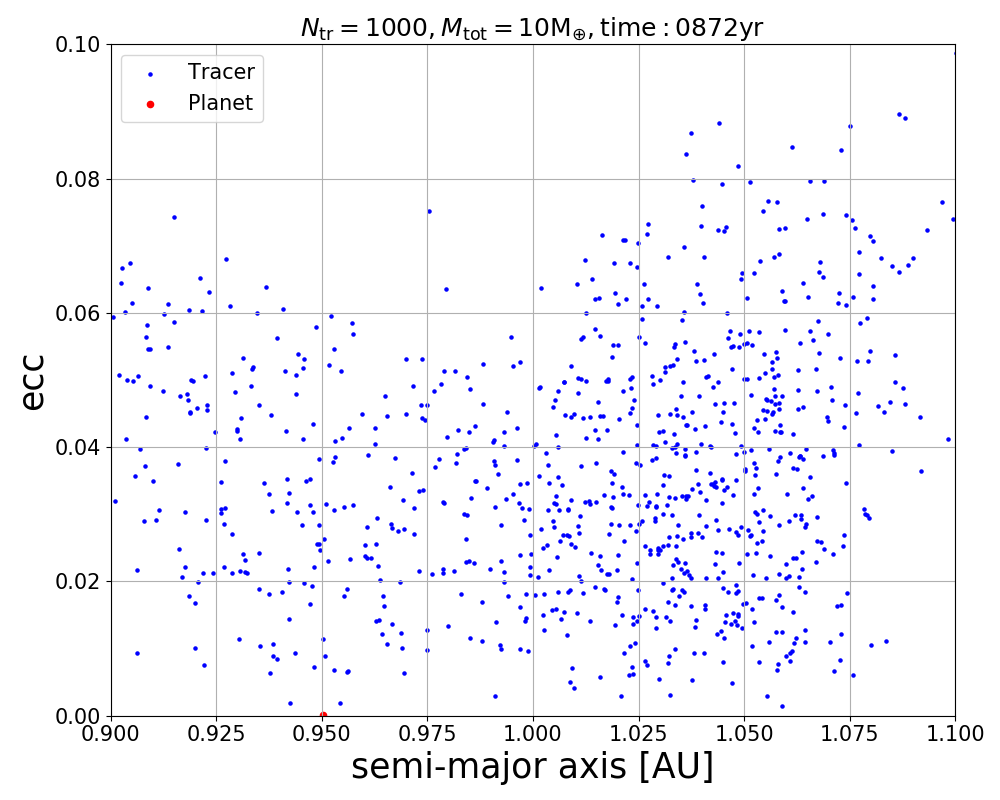 N_tr = 1000, M_tot = 10M_⊕, time : 0872yr
Tracer
Planet
ecc
0.10
0.08
0.06
0.04
0.02
0.00
0.900 0.925 0.950 0.975 1.000 1.025 1.050 1.075 1.100
semi-major axis [AU]